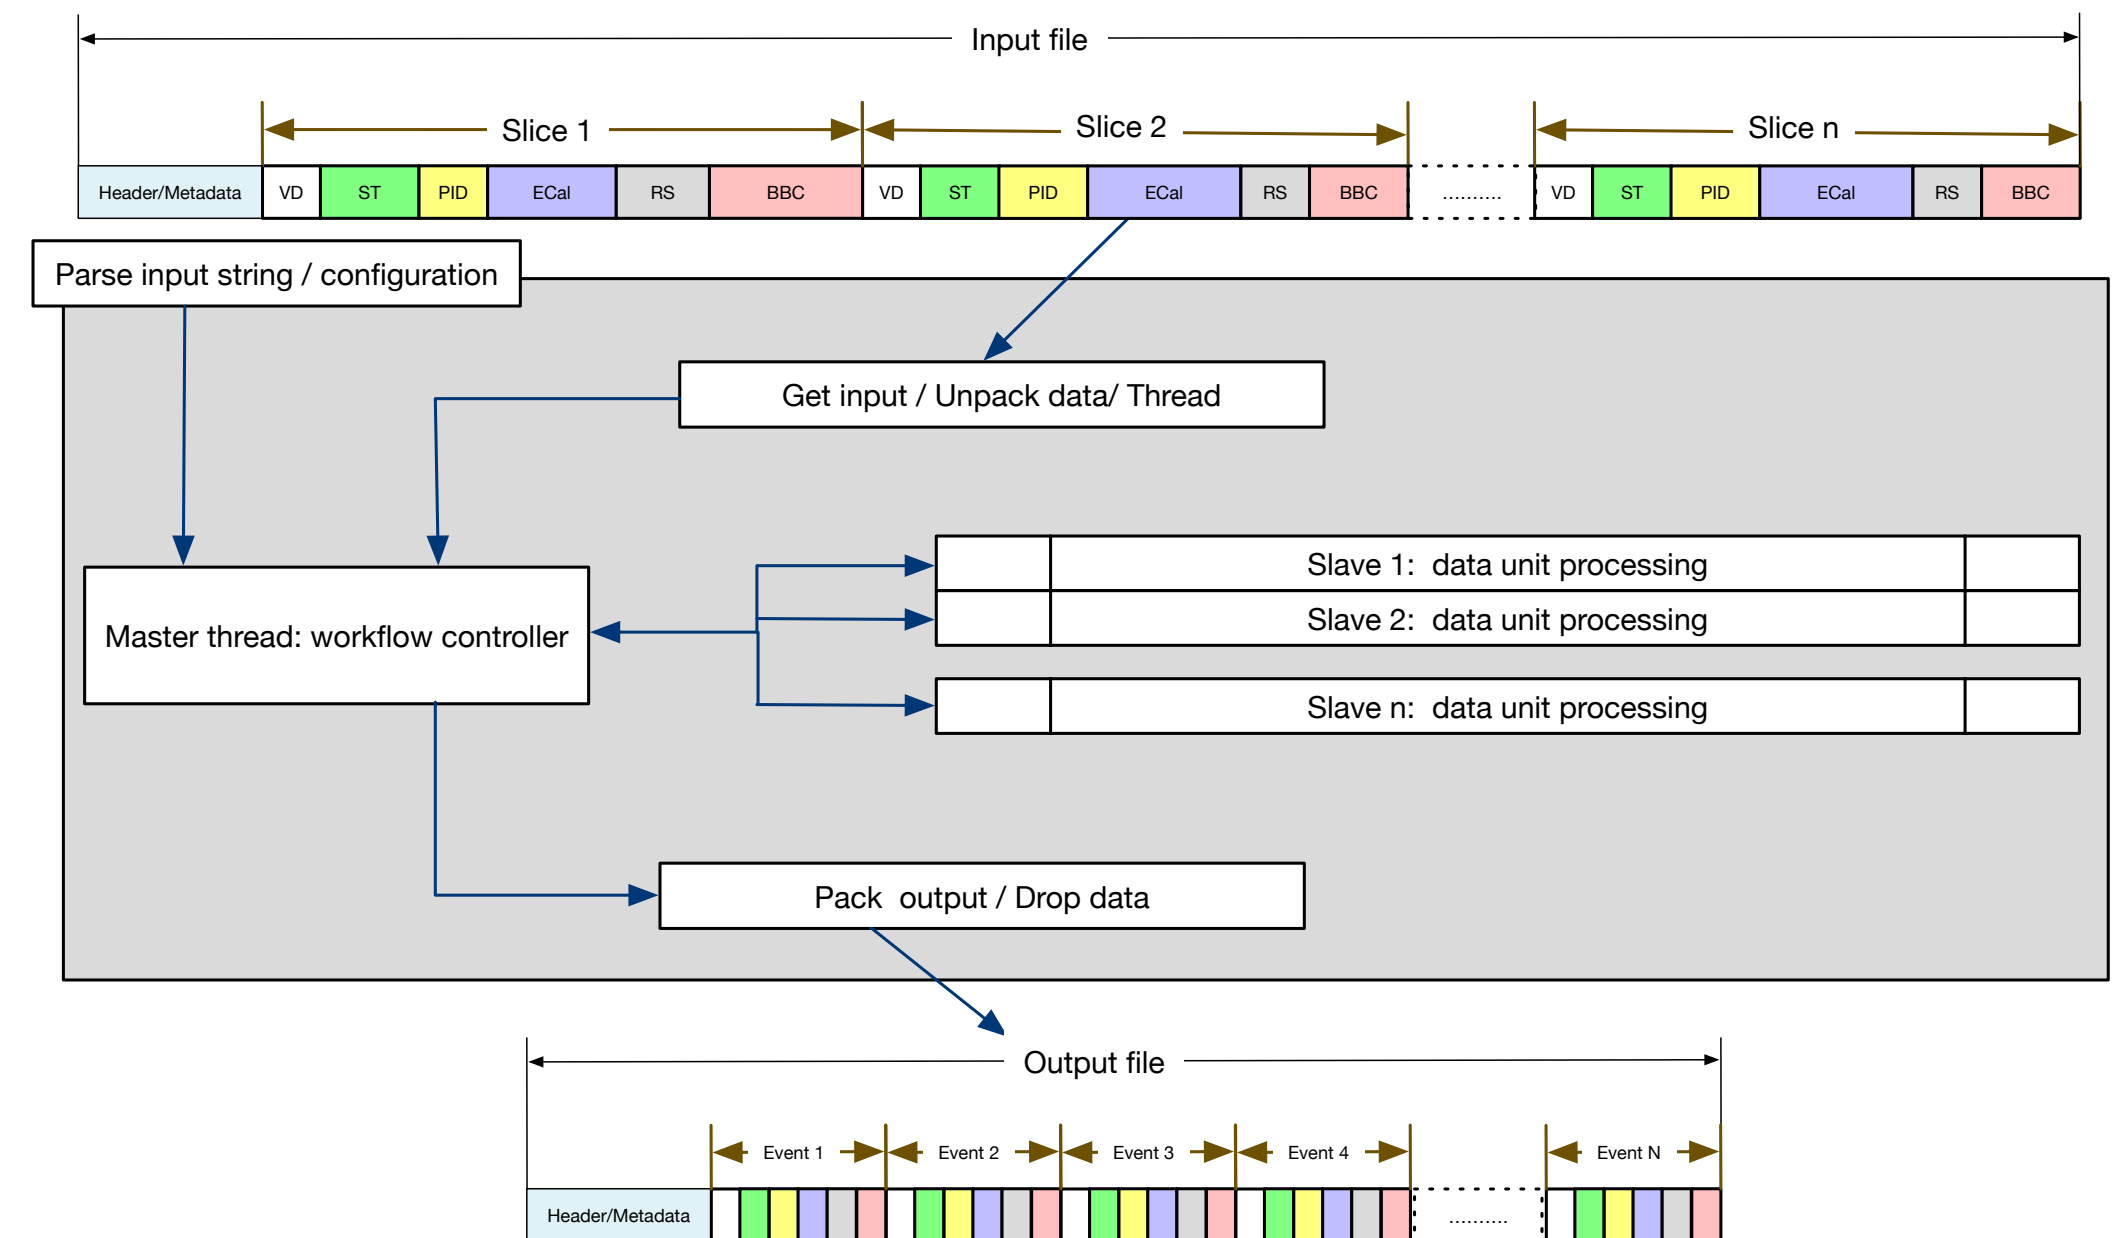 Input file
Slice 1 Slice 2 Slice n
Header/Metadata VD ST PID ECal RS BBC VD ST PID ECal RS BBC .......... VD ST PID ECal RS BBC
Parse input string / configuration
Get input / Unpack data/ Thread
Slave 1: data unit processing
Slave 2: data unit processing
Master thread: workflow controller
Slave n: data unit processing
Pack output / Drop data
Output file
Event 1 Event 2 Event 3 Event 4 Event N
Header/Metadata ..........